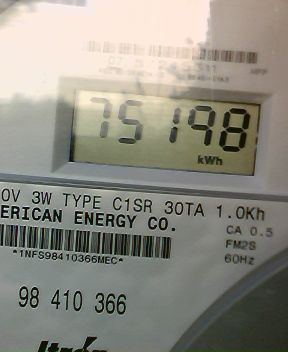 75198
kWh
0V 3W TYPE C1SR 30TA 1.0Kh
ERICAN ENERGY CO.
CA 0.5
FM2S
*1NFS98410366MEC*
60Hz
98 410 366
Itrón